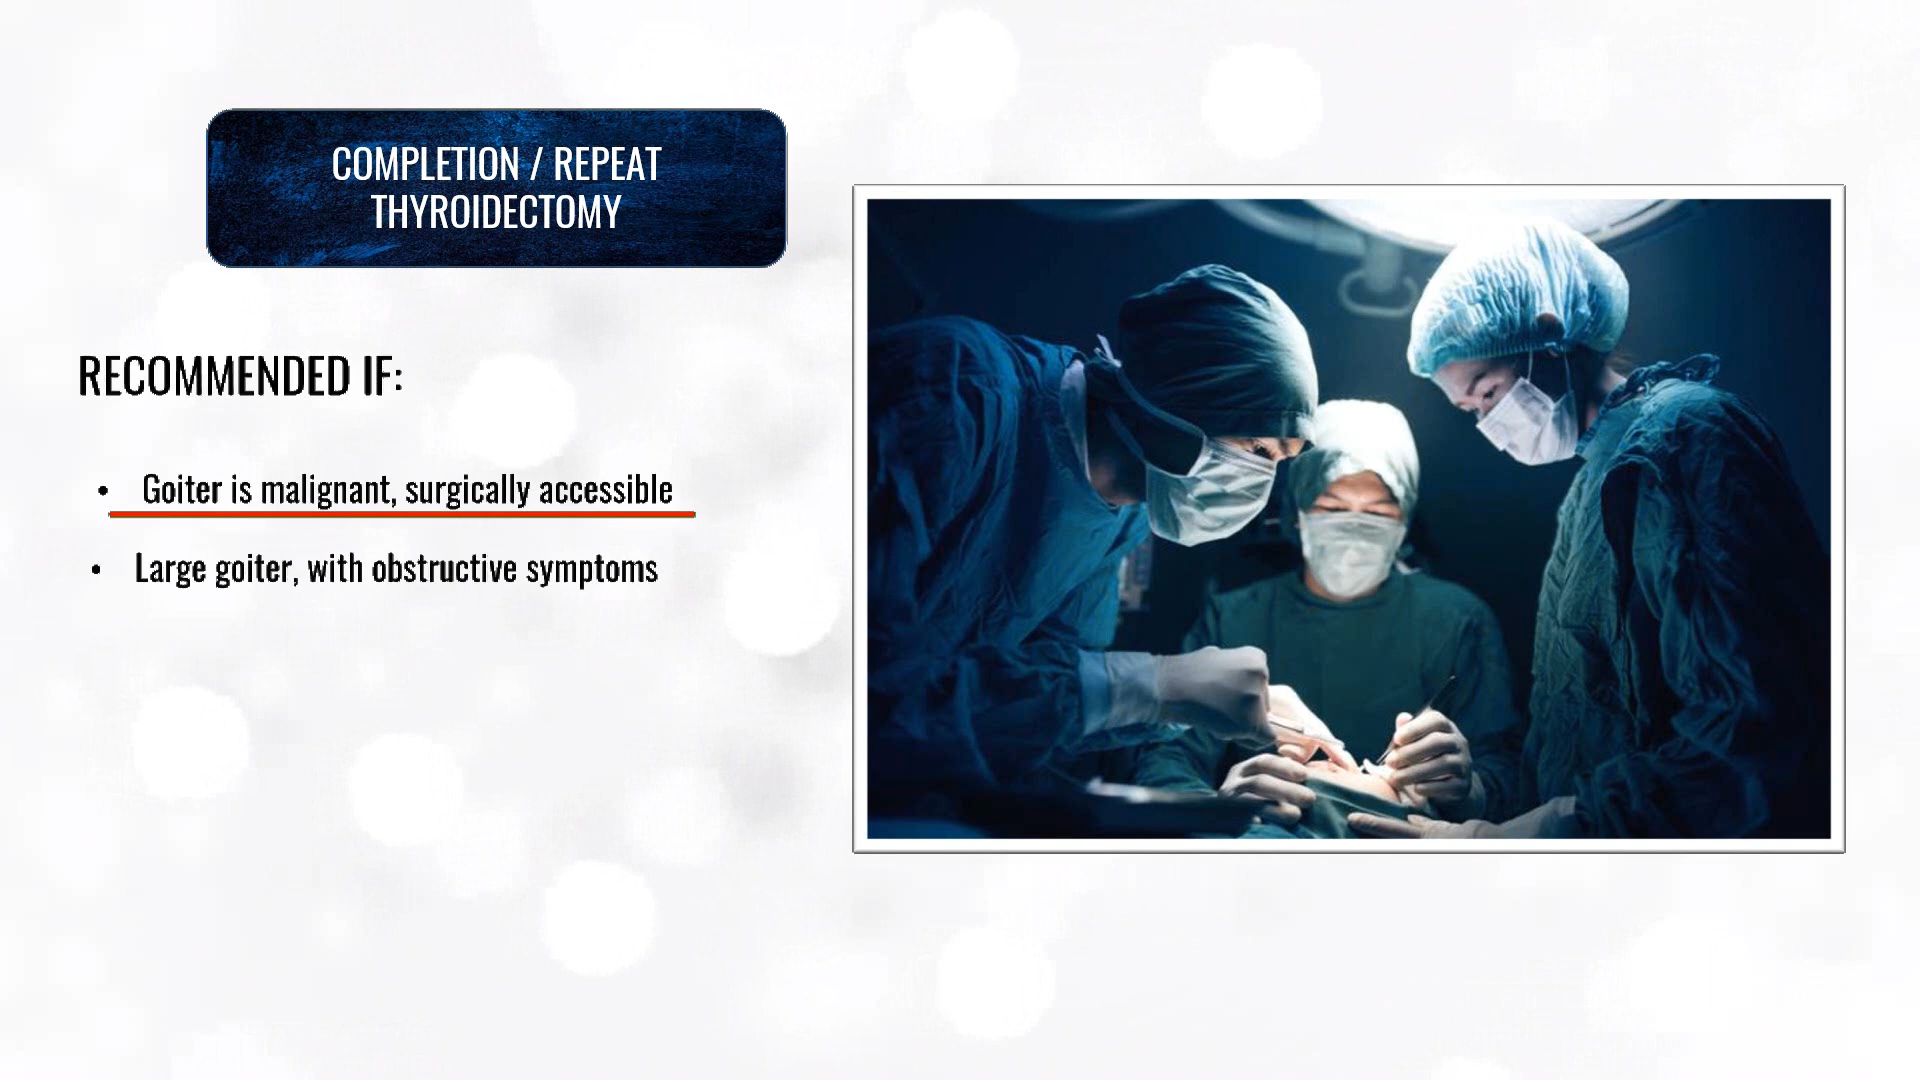 COMPLETION / REPEAT
THYROIDECTOMY
RECOMMENDED IF:
• Goiter is malignant, surgically accessible
• Large goiter, with obstructive symptoms